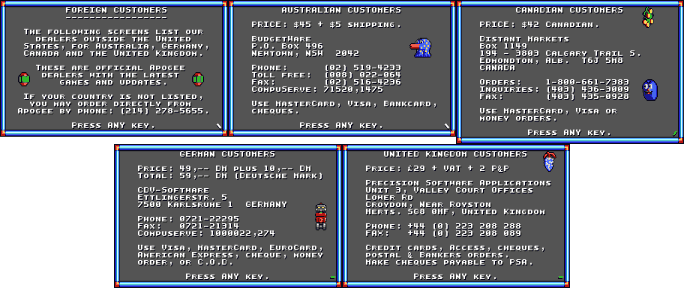 FOREIGN CUSTOMERS
-----------------
THE FOLLOWING SCREENS LIST OUR
DEALERS OUTSIDE THE UNITED
STATES, FOR AUSTRALIA, GERMANY,
CANADA AND THE UNITED KINGDOM.
THESE ARE OFFICIAL APOGEE
DEALERS WITH THE LATEST
GAMES AND UPDATES.
IF YOUR COUNTRY IS NOT LISTED,
YOU MAY ORDER DIRECTLY FROM
APOGEE BY PHONE: (214) 278-5655.
PRESS ANY KEY.
AUSTRALIAN CUSTOMERS
PRICE: $45 + $5 SHIPPING.
BUDGETWARE
P.O. BOX 496
NEWTOWN, NSW 2042
PHONE: (02) 519-4233
TOLL FREE: (008) 022-064
FAX: (02) 516-4236
COMPUSERVE: 71520,1475
USE MASTERCARD, VISA, BANKCARD,
CHEQUES.
PRESS ANY KEY.
CANADIAN CUSTOMERS
PRICE: $42 CANADIAN.
DISTANT MARKETS
BOX 1149
194 - 3803 CALGARY TRAIL S.
EDMONDTON, ALB. T6J 5M8
CANADA
ORDERS: 1-800-661-7383
INQUIRIES: (403) 436-3009
FAX: (403) 435-0928
USE MASTERCARD, VISA OR
MONEY ORDERS.
PRESS ANY KEY.
GERMAN CUSTOMERS
PRICE: 49,-- DM PLUS 10,-- DM
TOTAL: 59,-- DM (DEUTSCHE MARK)
CDV-SOFTWARE
ETTLINGERSTR. 5
7500 KARLSRUHE 1 GERMANY
PHONE: 0721-22295
FAX: 0721-21314
COMPUSERVE: 1000022,274
USE VISA, MASTERCARD, EUROCARD,
AMERICAN EXPRESS, CHEQUE, MONEY
ORDER, OR C.O.D.
PRESS ANY KEY.
UNITED KINGDOM CUSTOMERS
PRICE: £29 + VAT + 2 P&P
PRECISION SOFTWARE APPLICATIONS
UNIT 3, VALLEY COURT OFFICES
LOWER RD
CROYDON, NEAR ROYSTON
HERTS. SG8 0HF, UNITED KINGDOM
PHONE: +44 (0) 223 208 288
FAX: +44 (0) 223 208 089
CREDIT CARDS, ACCESS, CHEQUES,
POSTAL & BANKERS ORDERS.
MAKE CHEQUES PAYABLE TO PSA.
PRESS ANY KEY.